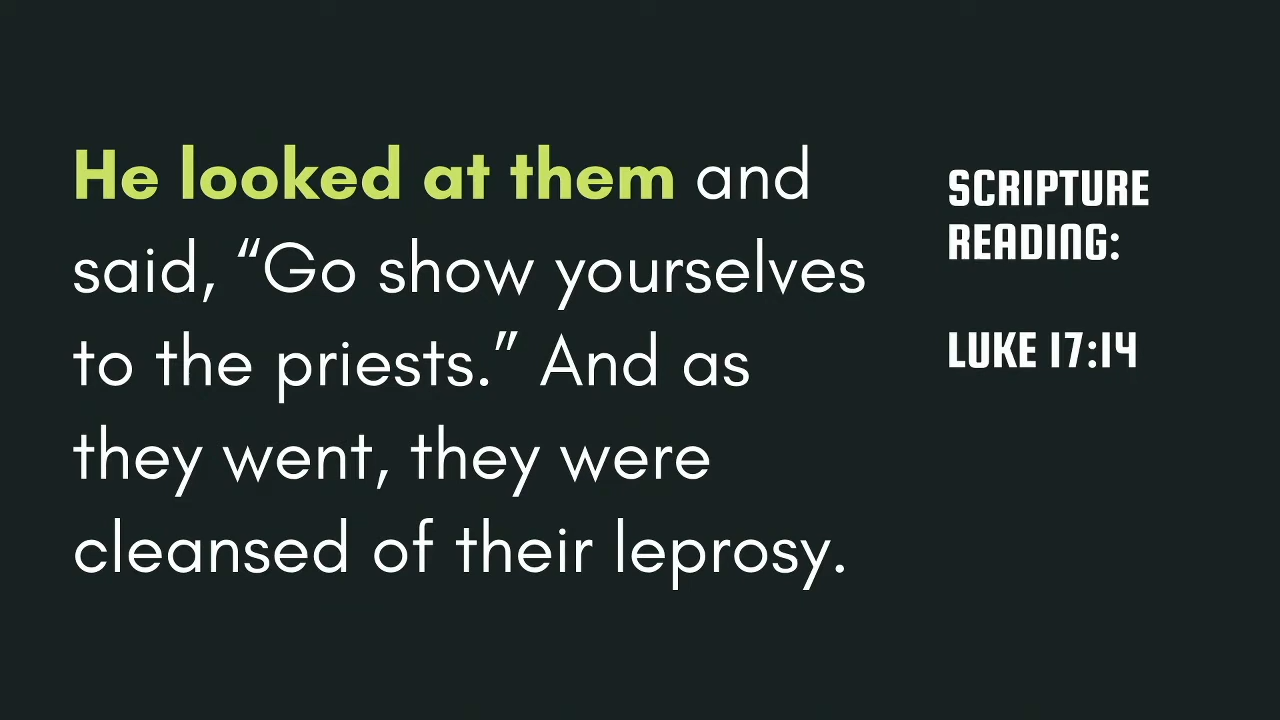 He looked at them and
said, “Go show yourselves
to the priests.” And as
they went, they were
cleansed of their leprosy.
SCRIPTURE
READING:
LUKE 17:14